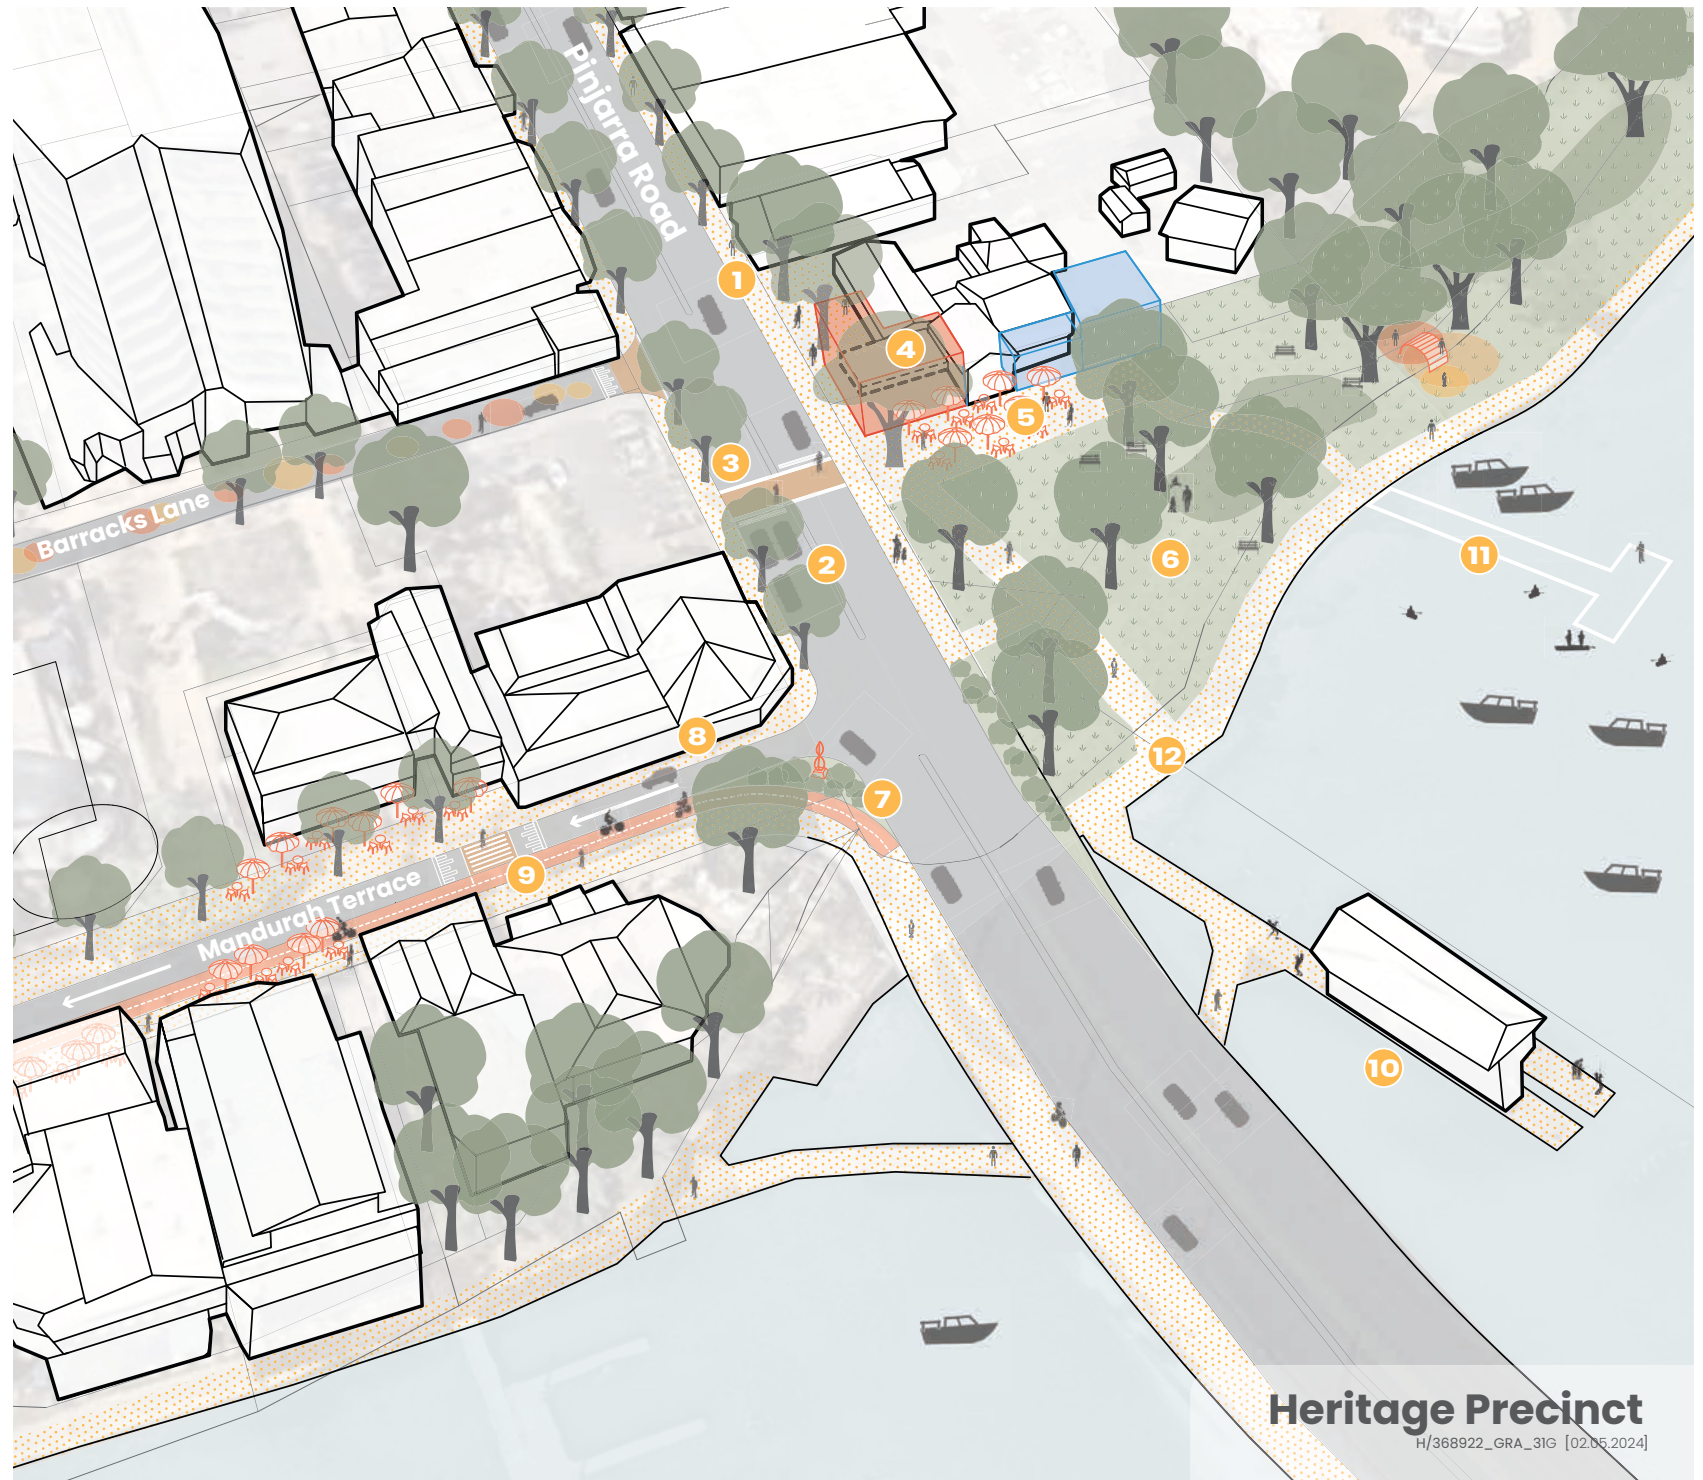 Pinjarra Road
1
4
5
3
Barracks Lane
2
6
11
8
12
7
9
Mandurah Terrace
10
Heritage Precinct
H/368922_GRA_31G [02.05.2024]